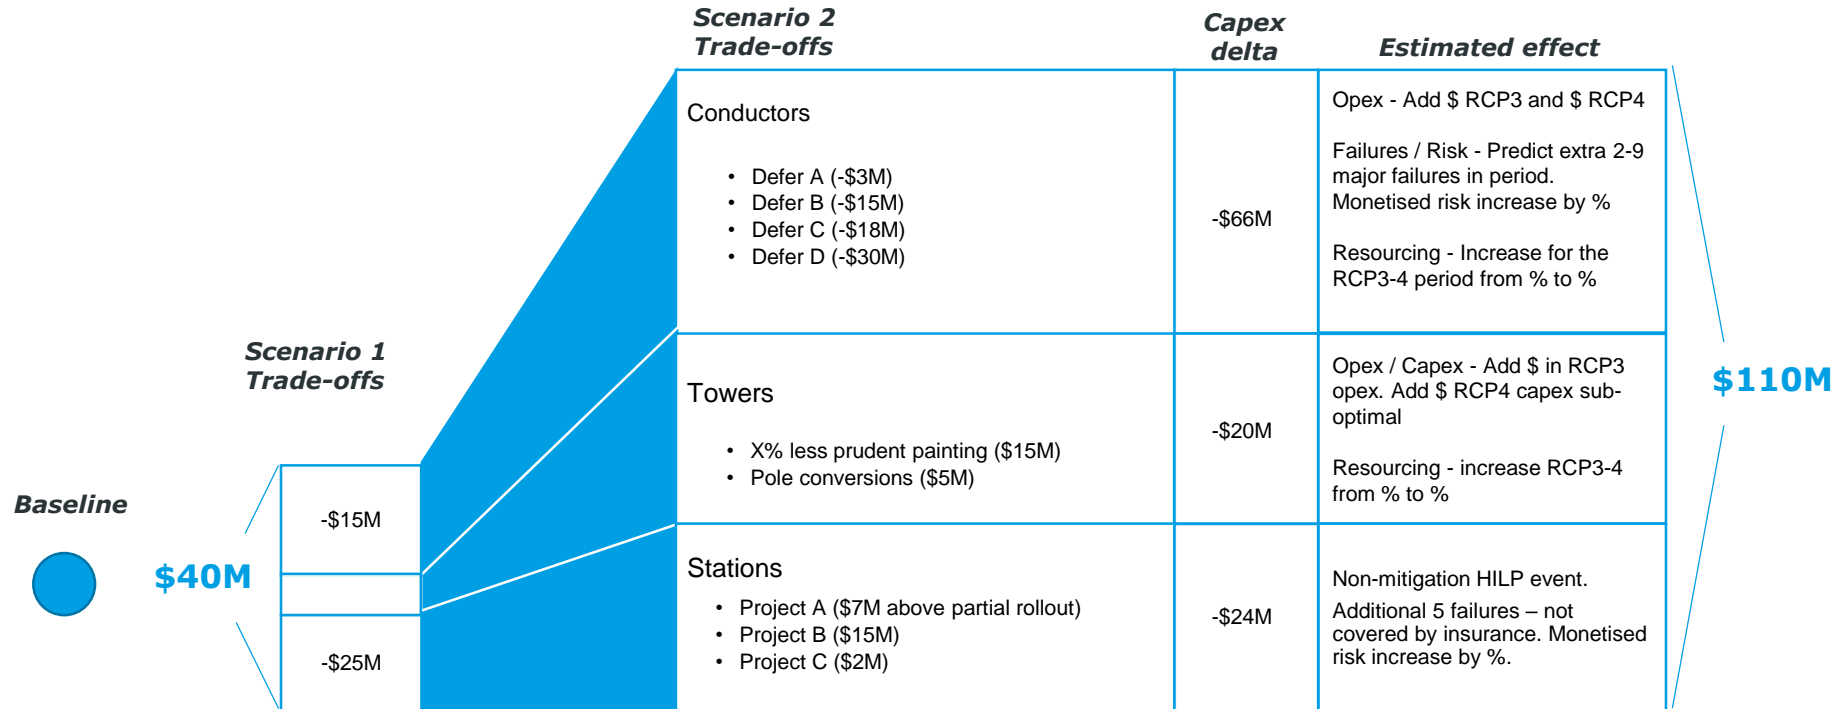 Baseline
$40M
Scenario 1
Trade-offs
-$15M
-$25M
Scenario 2
Trade-offs
Capex
delta
Estimated effect
Conductors
• Defer A (-$3M)
• Defer B (-$15M)
• Defer C (-$18M)
• Defer D (-$30M)
-$66M
Opex - Add $ RCP3 and $ RCP4
Failures / Risk - Predict extra 2-9
major failures in period.
Monetised risk increase by %
Resourcing - Increase for the
RCP3-4 period from % to %
Towers
• X% less prudent painting ($15M)
• Pole conversions ($5M)
-$20M
Opex / Capex - Add $ in RCP3
opex. Add $ RCP4 capex sub-
optimal
Resourcing - increase RCP3-4
from % to %
Stations
• Project A ($7M above partial rollout)
• Project B ($15M)
• Project C ($2M)
-$24M
Non-mitigation HILP event.
Additional 5 failures – not
covered by insurance. Monetised
risk increase by %.
$110M